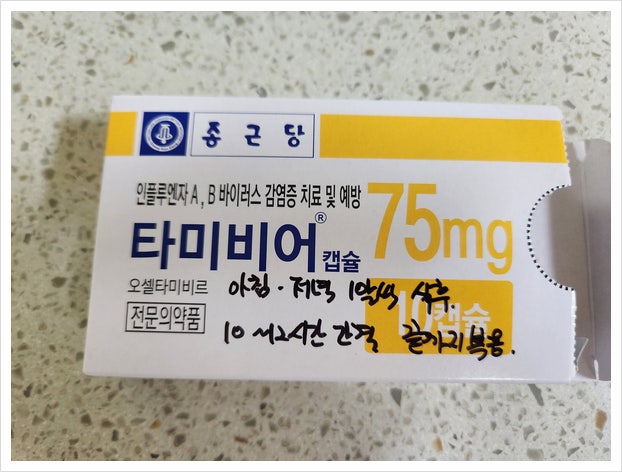 종근당
인플루엔자 A, B 바이러스 감염증 치료 및 예방
타미비어® 캡슐 75mg
오셀타미비르
전문의약품
10캡슐
아침·저녁 1알씩 식후.
10~12시간 간격 끝까지 복용.